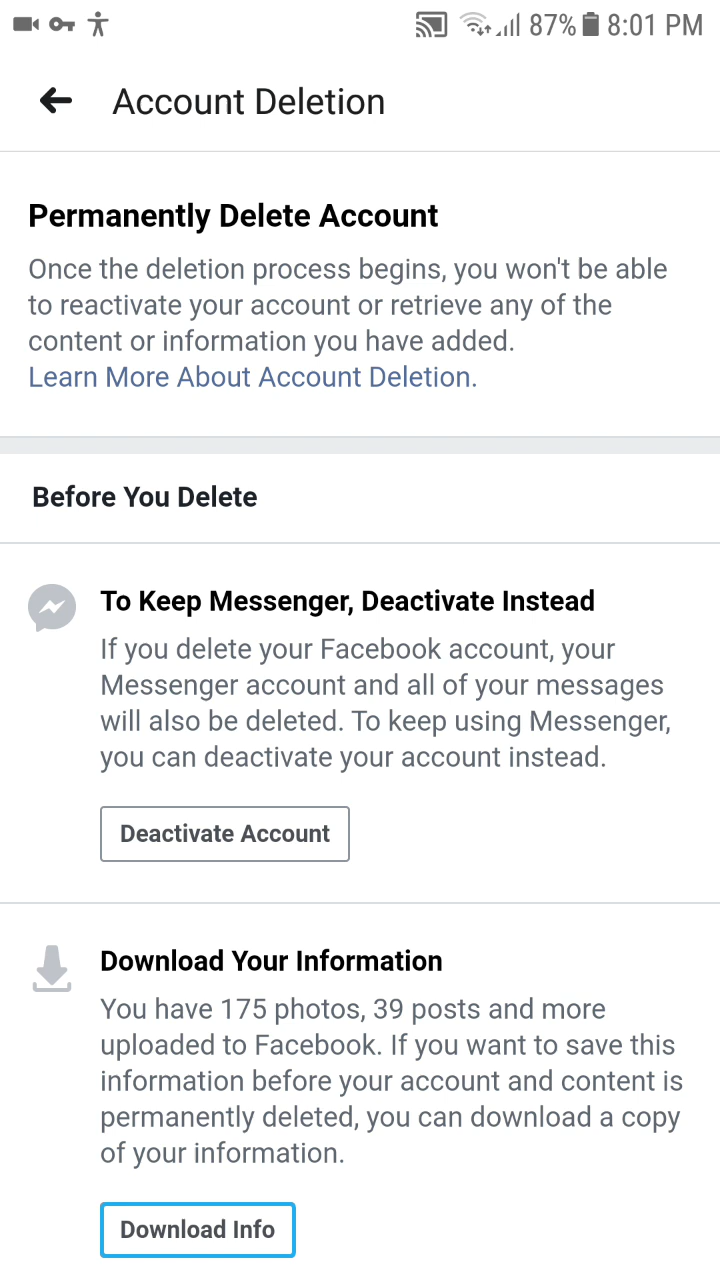 87% 8:01 PM
Account Deletion
Permanently Delete Account
Once the deletion process begins, you won't be able
to reactivate your account or retrieve any of the
content or information you have added.
Learn More About Account Deletion.
Before You Delete
To Keep Messenger, Deactivate Instead
If you delete your Facebook account, your
Messenger account and all of your messages
will also be deleted. To keep using Messenger,
you can deactivate your account instead.
Deactivate Account
Download Your Information
You have 175 photos, 39 posts and more
uploaded to Facebook. If you want to save this
information before your account and content is
permanently deleted, you can download a copy
of your information.
Download Info